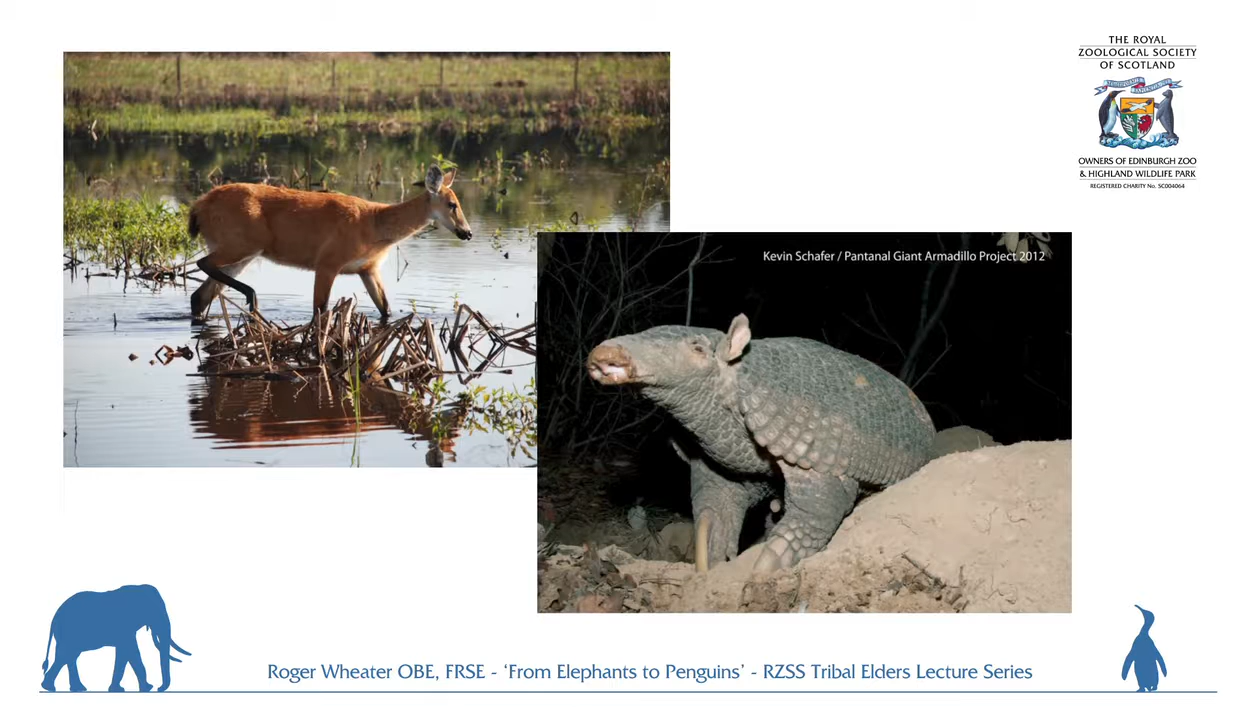 THE ROYAL
ZOOLOGICAL SOCIETY
OF SCOTLAND
OWNERS OF EDINBURGH ZOO
& HIGHLAND WILDLIFE PARK
REGISTERED CHARITY No. SC004064
Kevin Schafer / Pantanal Giant Armadillo Project 2012
Roger Wheater OBE, FRSE - ‘From Elephants to Penguins’ - RZSS Tribal Elders Lecture Series